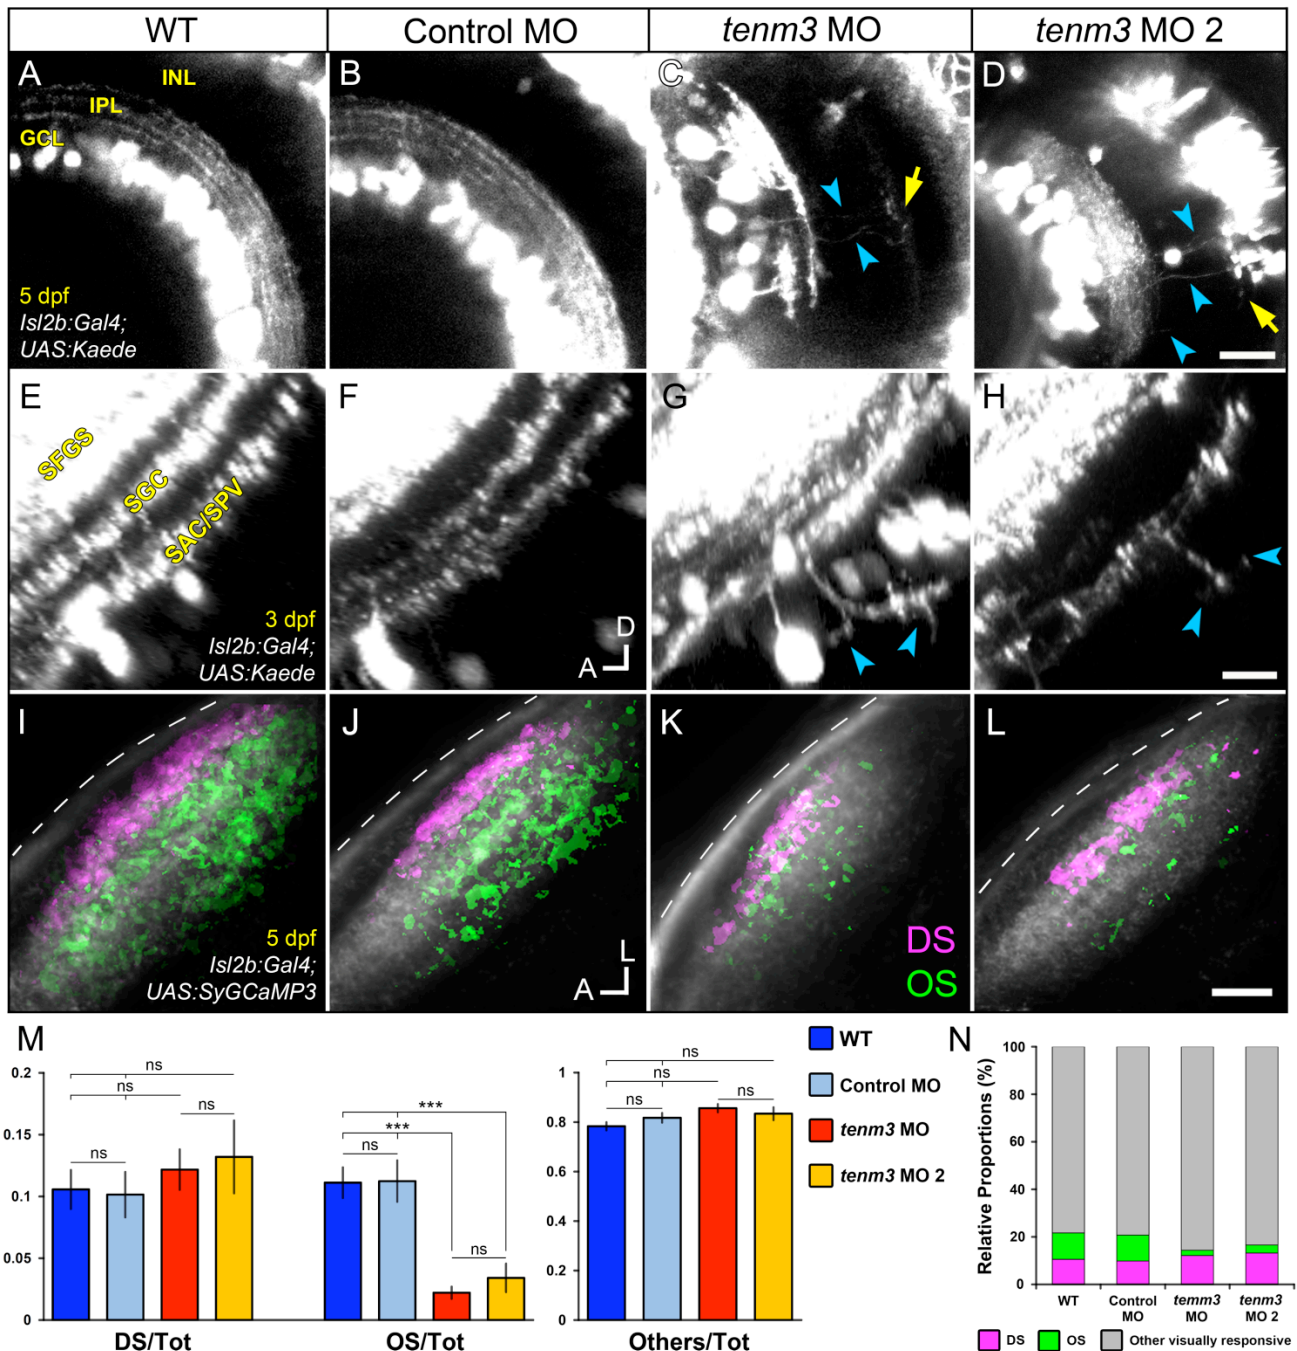 WT
Control MO
tenm3 MO
tenm3 MO 2
A
INL
IPL
GCL
5 dpf
Isl2b:Gal4;
UAS:Kaede
B
C
D
E
SFGS
SGC
SAC/SPV
3 dpf
Isl2b:Gal4;
UAS:Kaede
F
D
A
G
H
I
5 dpf
Isl2b:Gal4;
UAS:SyGCaMP3
J
L
A
K
DS
OS
L
M
0.2
0.15
0.1
0.05
0
ns
ns
ns
ns
DS/Tot
***
***
ns
ns
OS/Tot
1
0.8
0.6
0.4
0.2
0
ns
ns
ns
ns
Others/Tot
WT
Control MO
tenm3 MO
tenm3 MO 2
N
Relative Proportions (%)
100
80
60
40
20
0
WT
Control
MO
temm3
MO
tenm3
MO 2
DS
OS
Other visually responsive